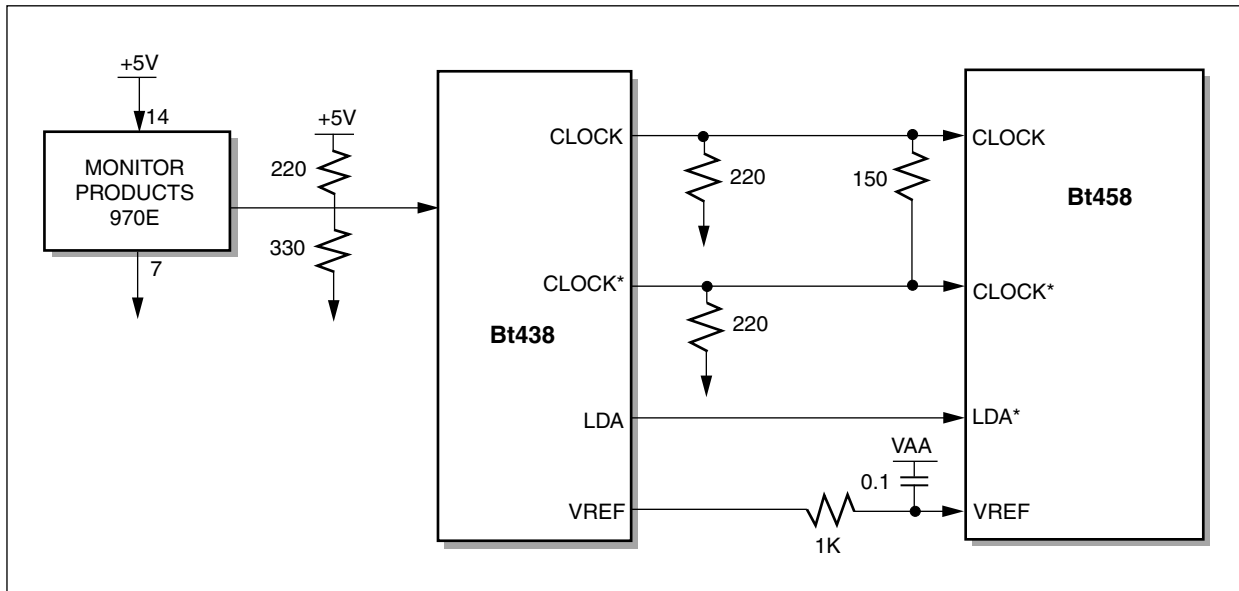 +5V
14
MONITOR
PRODUCTS
970E
7
+5V
220
330
Bt438
CLOCK
CLOCK*
LDA
VREF
220
150
220
VAA
0.1
1K
Bt458
CLOCK
CLOCK*
LDA*
VREF